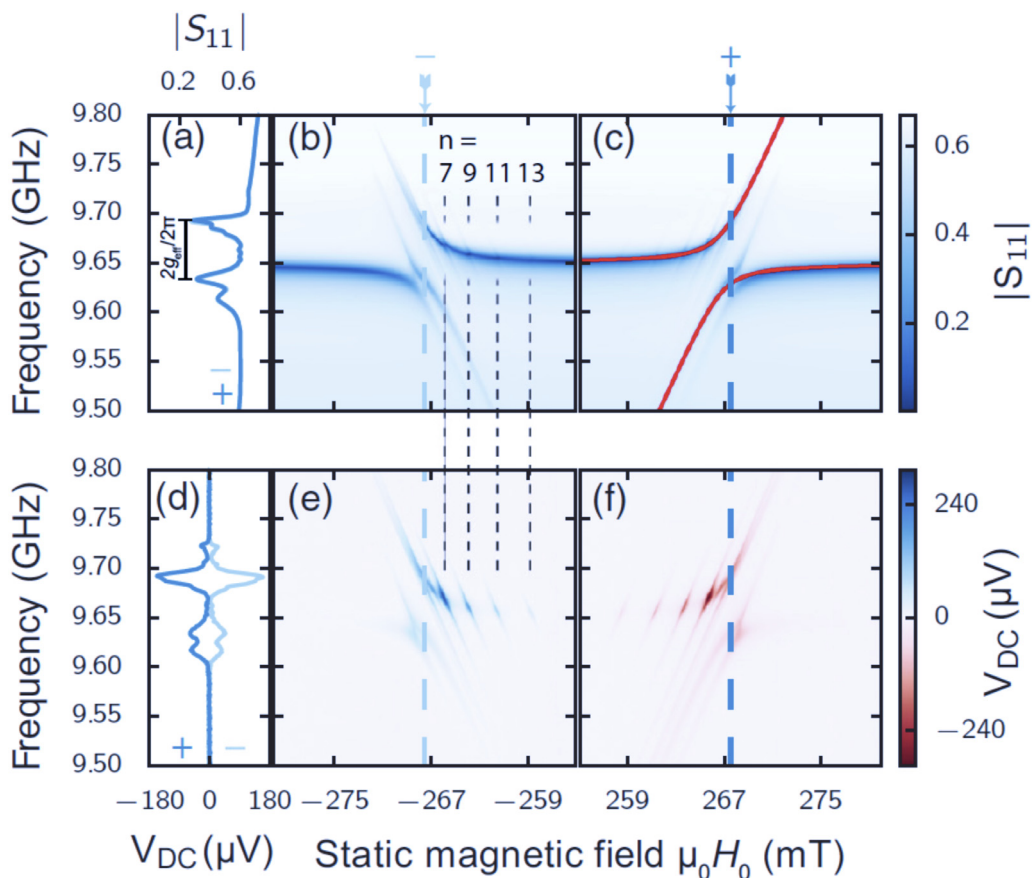 |S11|
0.2 0.6
− +
9.80
9.75
9.70
9.65
9.60
9.55
9.50
Frequency (GHz)
(a)
2geff/2π
−
+
(b)
n =
7 9 11 13
(c)
0.6
0.4
0.2
|S11|
9.80
9.75
9.70
9.65
9.60
9.55
9.50
Frequency (GHz)
(d)
+ −
(e)
(f)
240
0
−240
VDC (μV)
−180 0 180
−275 −267 −259
259 267 275
VDC (μV)
Static magnetic field μ0H0 (mT)